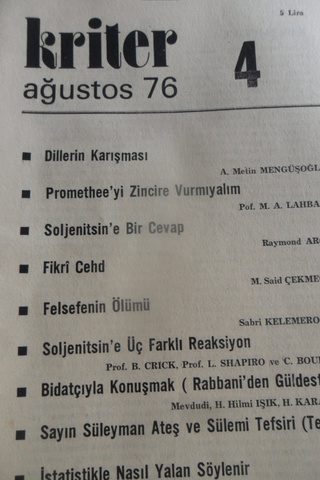 5 Lira
kriter
4
ağustos 76
Dillerin Karışması
A. Metin
Promethee'yi Zincire Vurmıyalım
Pof. M. A.
Soljenitsin'e Bir Cevap
Raymond
Fikrî Cehd
M. Said
Felsefenin Ölümü
Sabri
Soljenitsin'e Üç Farklı Reaksiyon
Prof. B. CRICK, Prof. L. SHAPIRO ve C.
Bidatçıyla Konuşmak ( Rabbani'den
Mevdudi, H. Hilmi IŞIK, H.
Sayın Süleyman Ateş ve Sülemi Tefsiri
İstatistikle Nasıl Yalan Söylenir